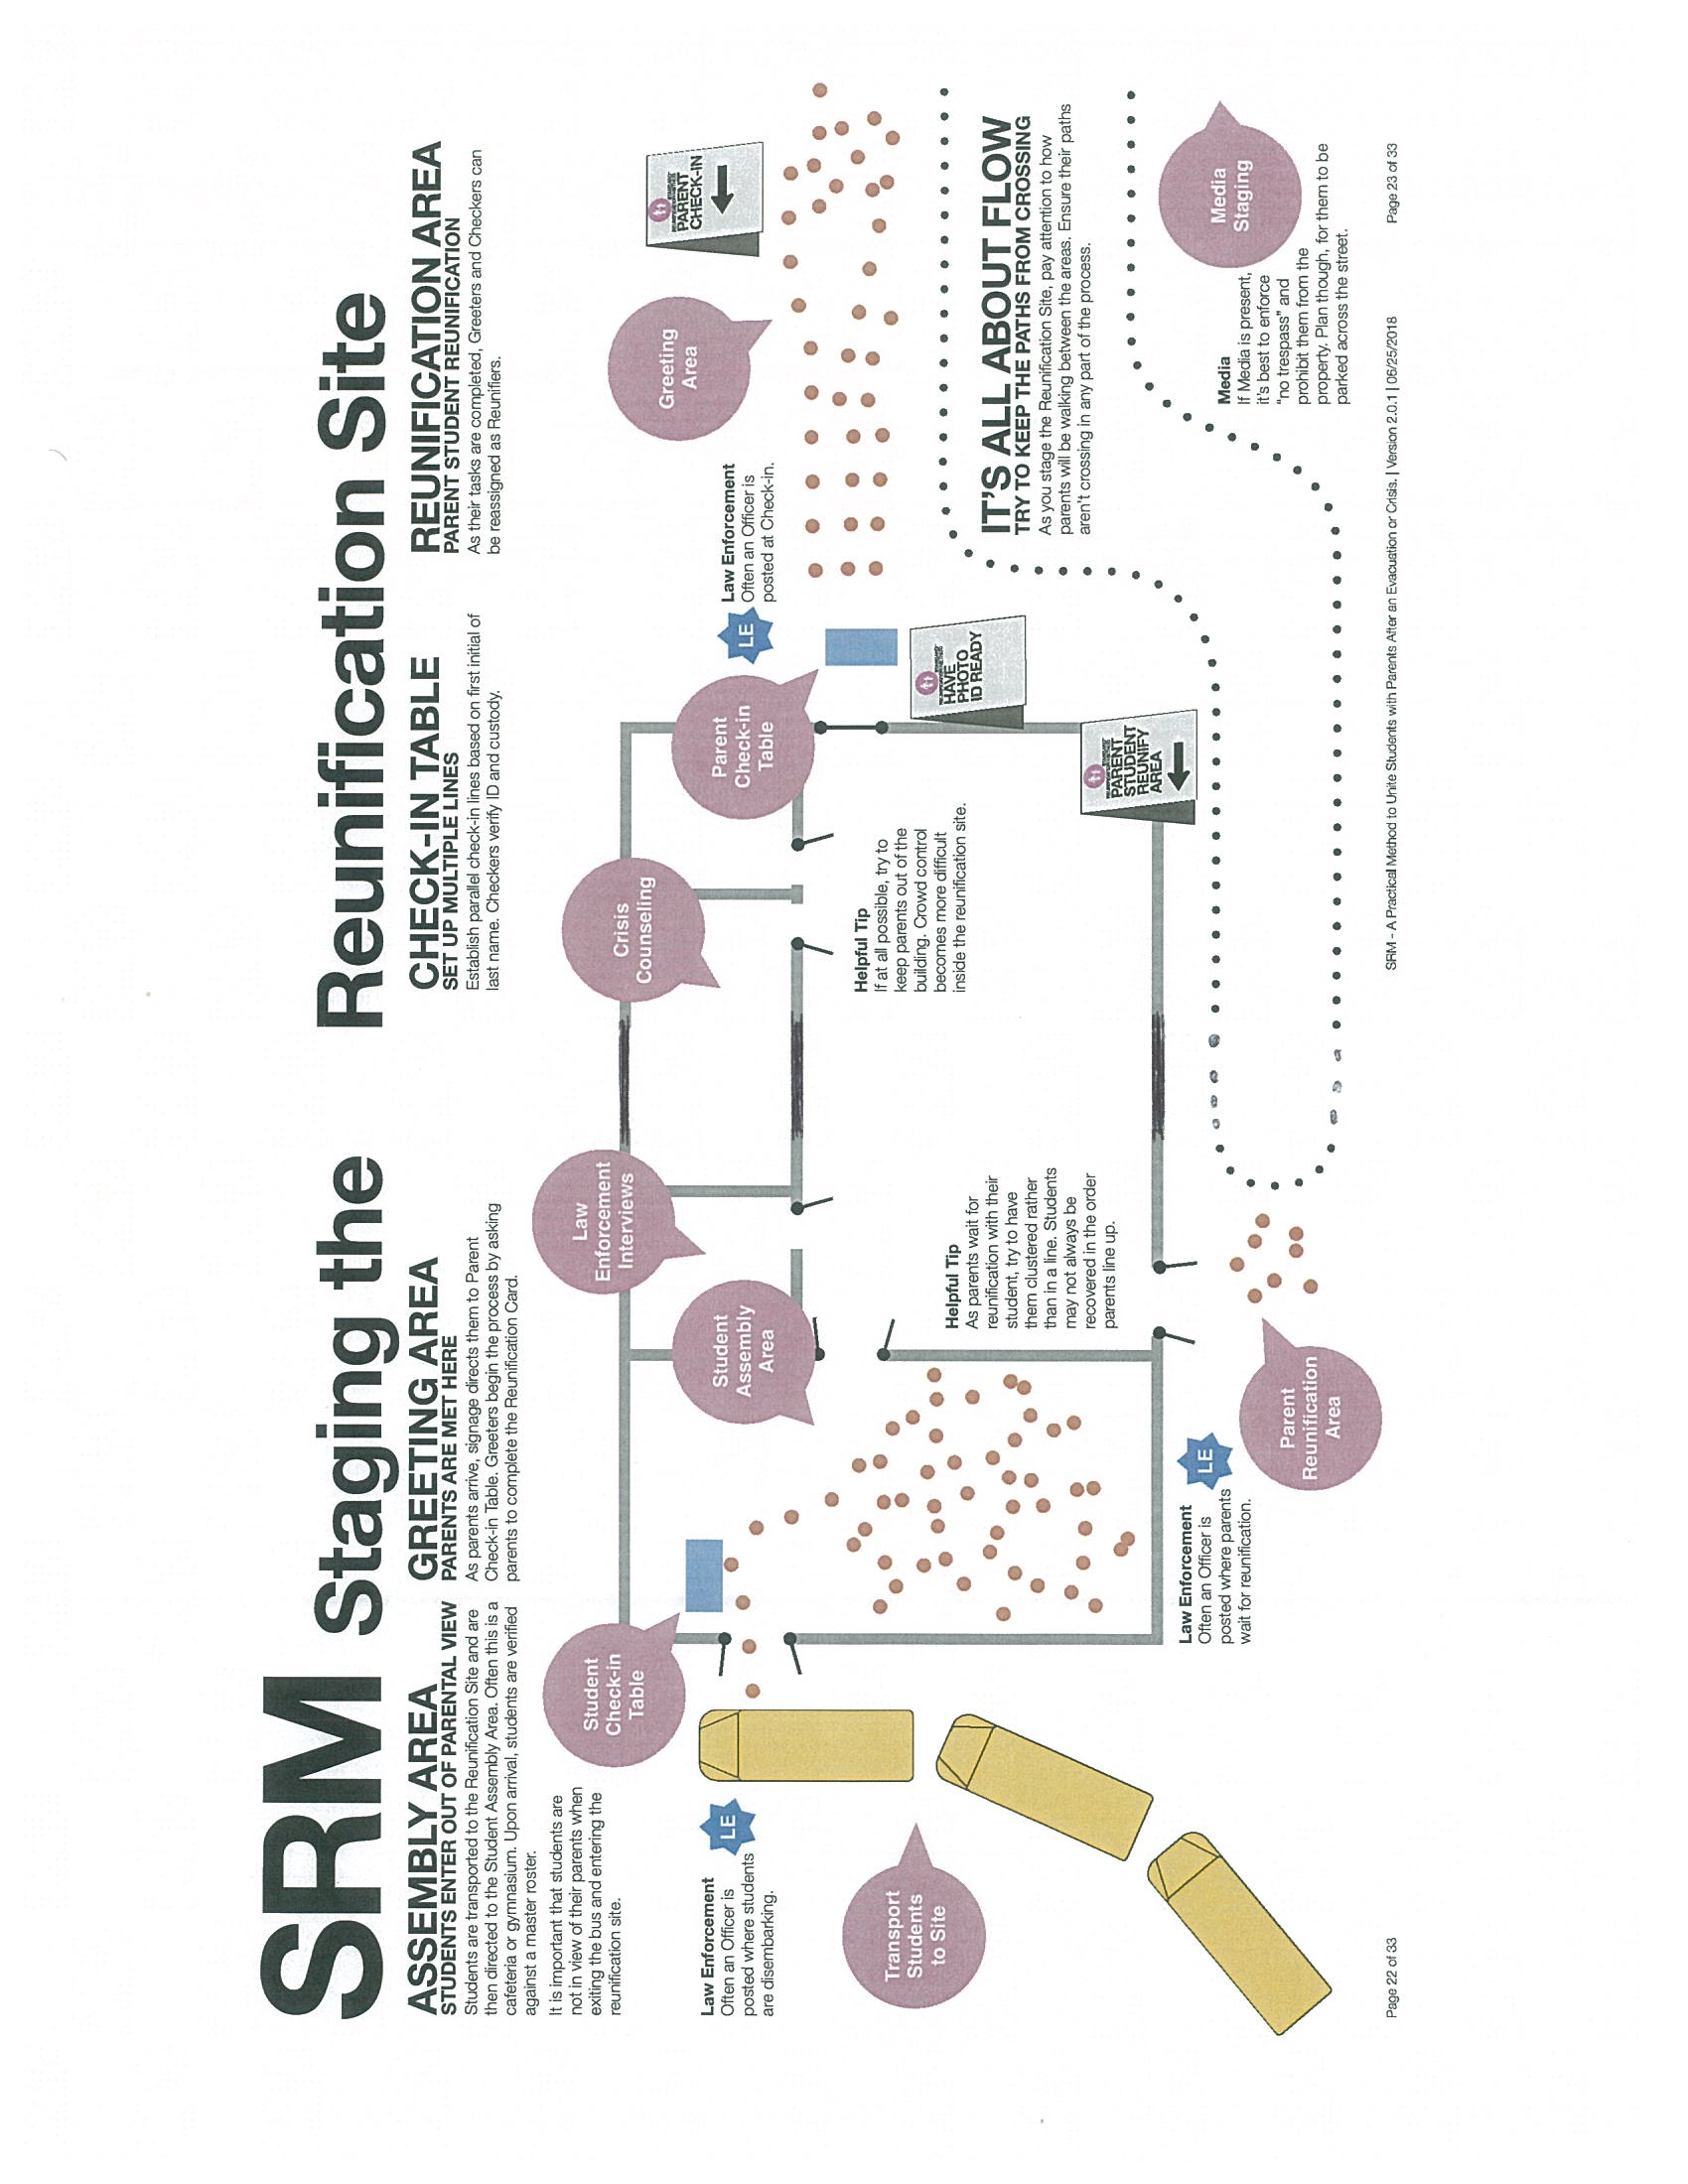 SRM Staging the Reunification Site
ASSEMBLY AREA
STUDENTS ENTER OUT OF PARENTAL VIEW
Students are transported to the Reunification Site and are
then directed to the Student Assembly Area. Often this is a
cafeteria or gymnasium. Upon arrival, students are verified
against a master roster.
It is important that students are
not in view of their parents when
exiting the bus and entering the
reunification site.
GREETING AREA
PARENTS ARE MET HERE
As parents arrive, signage directs them to Parent
Check-in Table. Greeters begin the process by asking
parents to complete the Reunification Card.
CHECK-IN TABLE
SET UP MULTIPLE LINES
Establish parallel check-in lines based on first initial of
last name. Checkers verify ID and custody.
REUNIFICATION AREA
PARENT STUDENT REUNIFICATION
As their tasks are completed, Greeters and Checkers can
be reassigned as Reunifiers.
Law Enforcement
Often an Officer is
posted where students
are disembarking.
LE
Student
Check-in
Table
Transport
Students
to Site
Law
Enforcement
Interviews
Student
Assembly
Area
Crisis
Counseling
Parent
Check-in
Table
Law Enforcement
Often an Officer is
posted at Check-in.
LE
Greeting
Area
PARENT
CHECK-IN
HAVE
PHOTO
ID READY
PARENT
STUDENT
REUNIFY
AREA
Helpful Tip
If at all possible, try to
keep parents out of the
building. Crowd control
becomes more difficult
inside the reunification site.
Helpful Tip
As parents wait for
reunification with their
student, try to have
them clustered rather
than in a line. Students
may not always be
recovered in the order
parents line up.
IT'S ALL ABOUT FLOW
TRY TO KEEP THE PATHS FROM CROSSING
As you stage the Reunification Site, pay attention to how
parents will be walking between the areas. Ensure their paths
aren't crossing in any part of the process.
Law Enforcement
Often an Officer is
posted where parents
wait for reunification.
LE
Parent
Reunification
Area
Media
Staging
Media
If Media is present,
it's best to enforce
"no trespass" and
prohibit them from the
property. Plan though, for them to be
parked across the street.
Page 22 of 33
SRM - A Practical Method to Unite Students with Parents After an Evacuation or Crisis. | Version 2.0.1 | 06/25/2018
Page 23 of 33